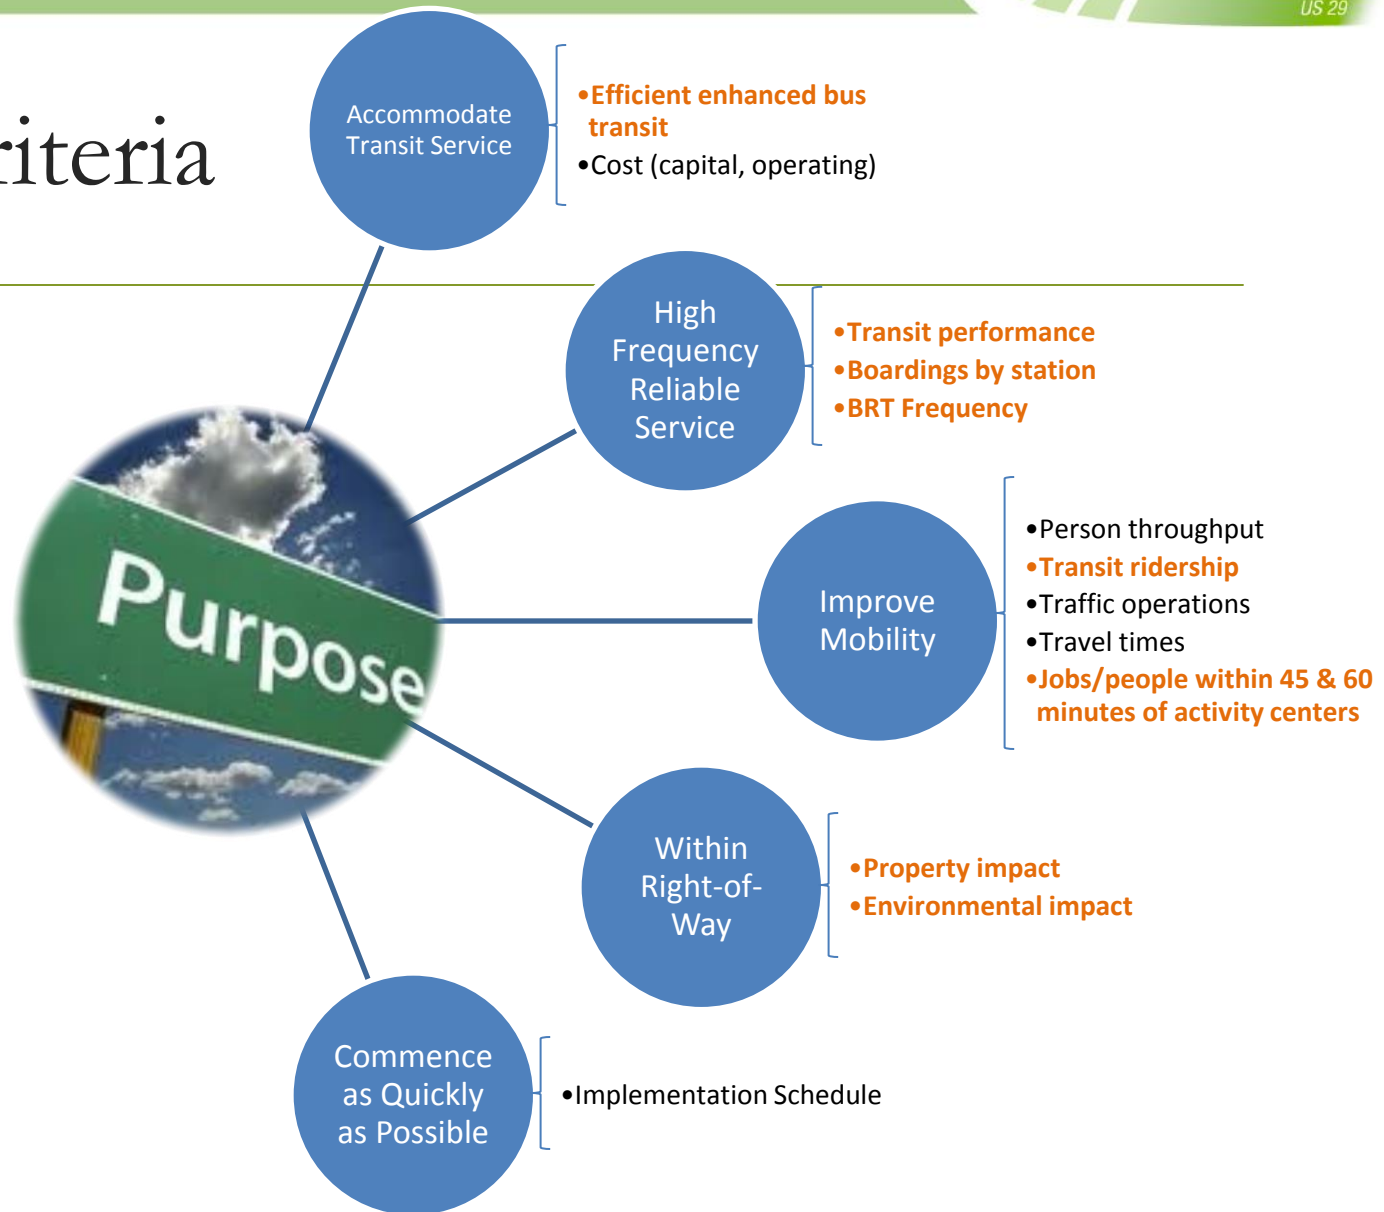 US 29
riteria
Accommodate
Transit Service
•Efficient enhanced bus
transit
•Cost (capital, operating)
High
Frequency
Reliable
Service
•Transit performance
•Boardings by station
•BRT Frequency
Purpose
Improve
Mobility
•Person throughput
•Transit ridership
•Traffic operations
•Travel times
•Jobs/people within 45 & 60
minutes of activity centers
Within
Right-of-
Way
•Property impact
•Environmental impact
Commence
as Quickly
as Possible
•Implementation Schedule